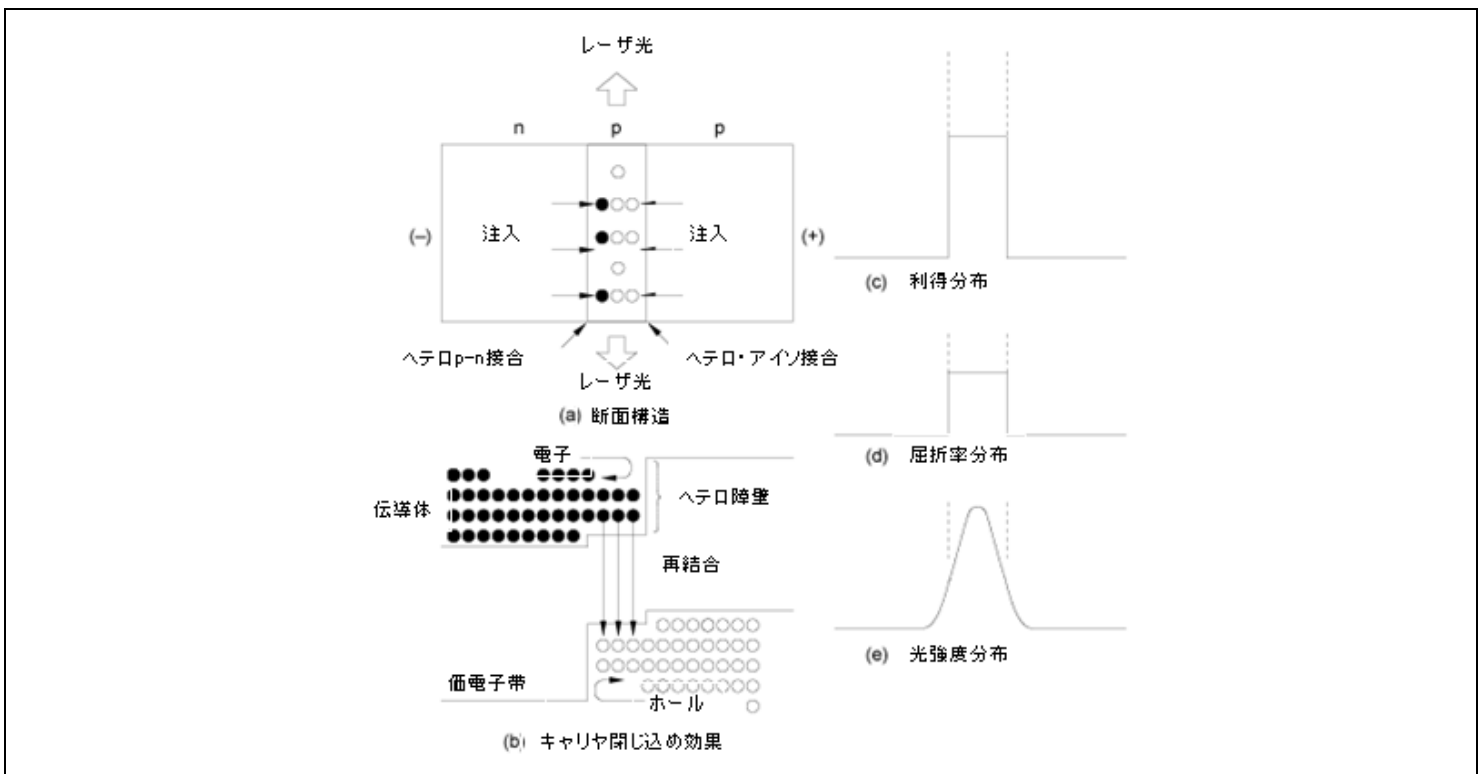 レーザ光
n p p
(−) 注入 注入 (+)
ヘテロp−n接合 ヘテロ・アイソ接合
レーザ光
(a) 断面構造
電子
伝導体
ヘテロ障壁
再結合
価電子帯
ホール
(b) キャリヤ閉じ込め効果
(c) 利得分布
(d) 屈折率分布
(e) 光強度分布